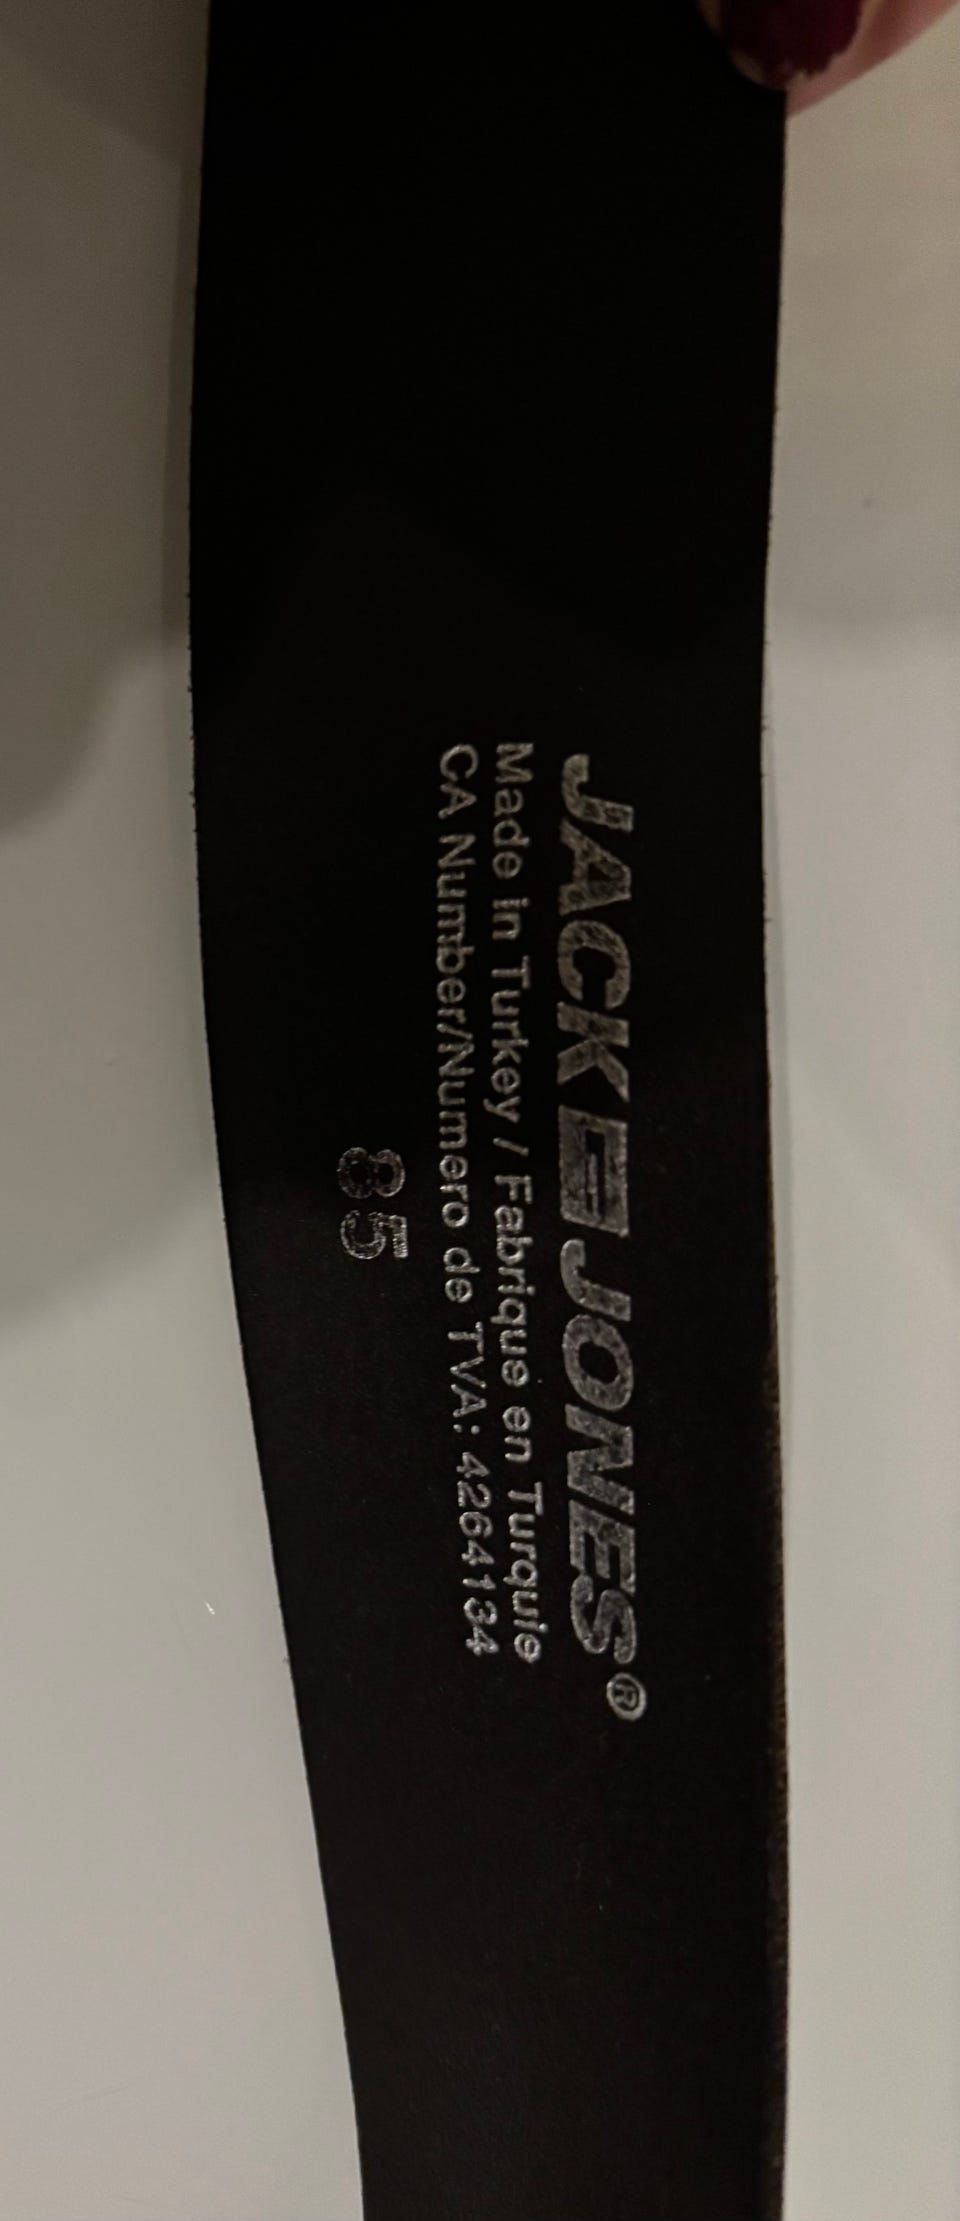 JACK & JONES®
Made in Turkey / Fabrique en Turquie
CA Number/Numero de TVA: 4264134
85